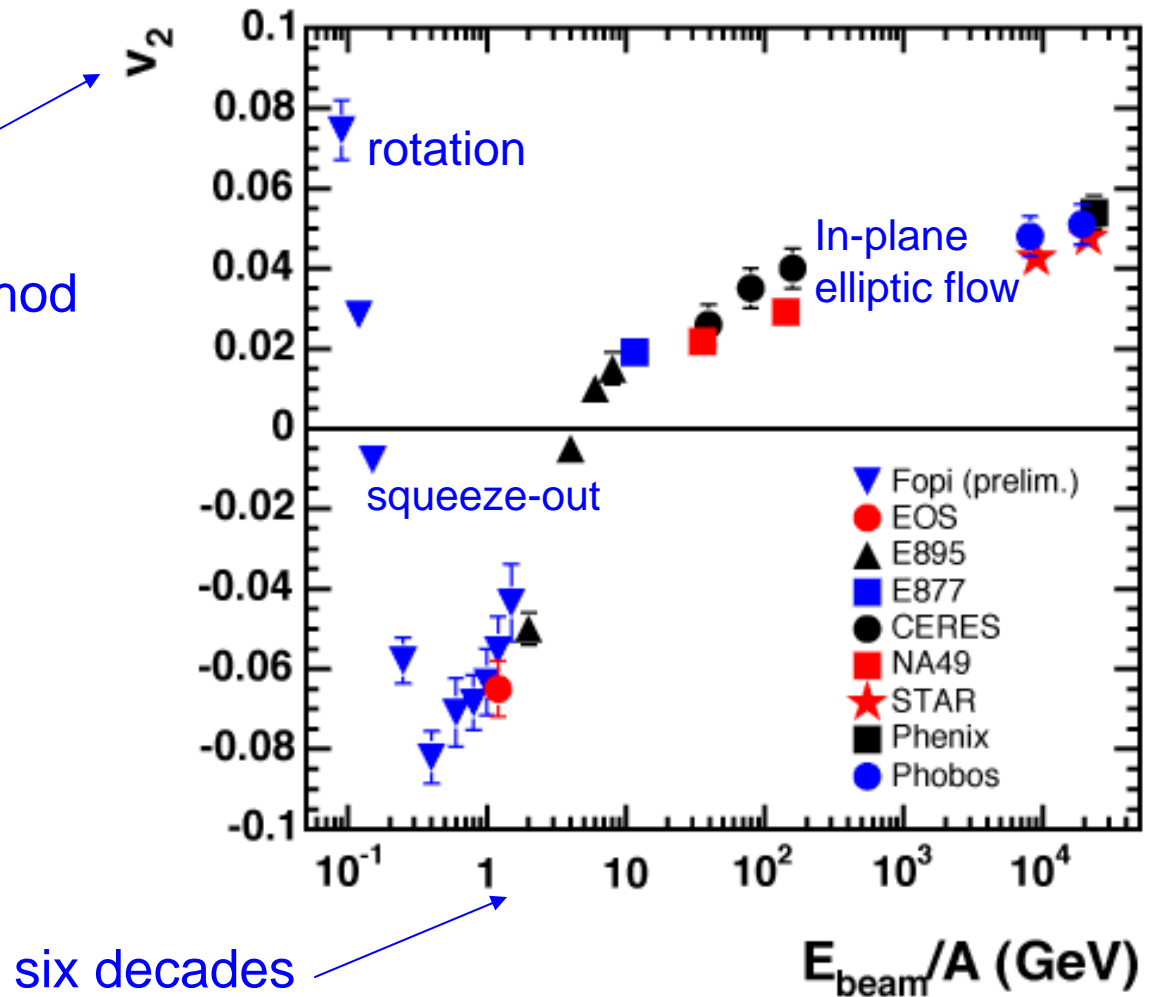 v2
0.1
0.08
0.06
0.04
0.02
0
-0.02
-0.04
-0.06
-0.08
-0.1
rotation
In-plane
elliptic flow
squeeze-out
Fopi (prelim.)
EOS
E895
E877
CERES
NA49
STAR
Phenix
Phobos
10-1
1
10
10²
10³
10⁴
Ebeam/A (GeV)
six decades